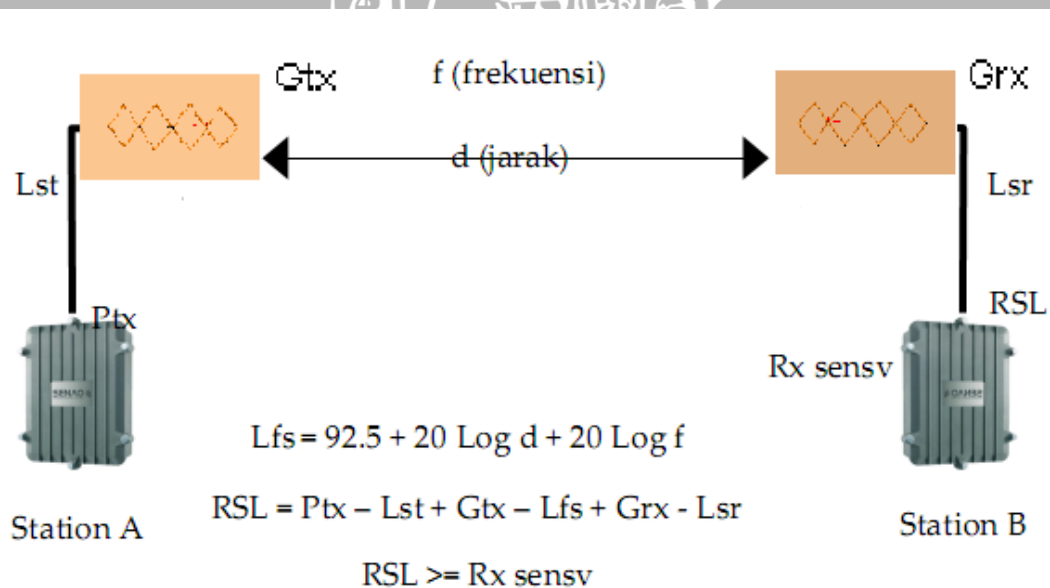 Gtx
f (frekuensi)
Grx
d (jarak)
Lst
Lsr
Ptx
RSL
Rx sensv
SENAO
Lfs = 92.5 + 20 Log d + 20 Log f
RSL = Ptx – Lst + Gtx – Lfs + Grx - Lsr
Station A
Station B
RSL >= Rx sensv